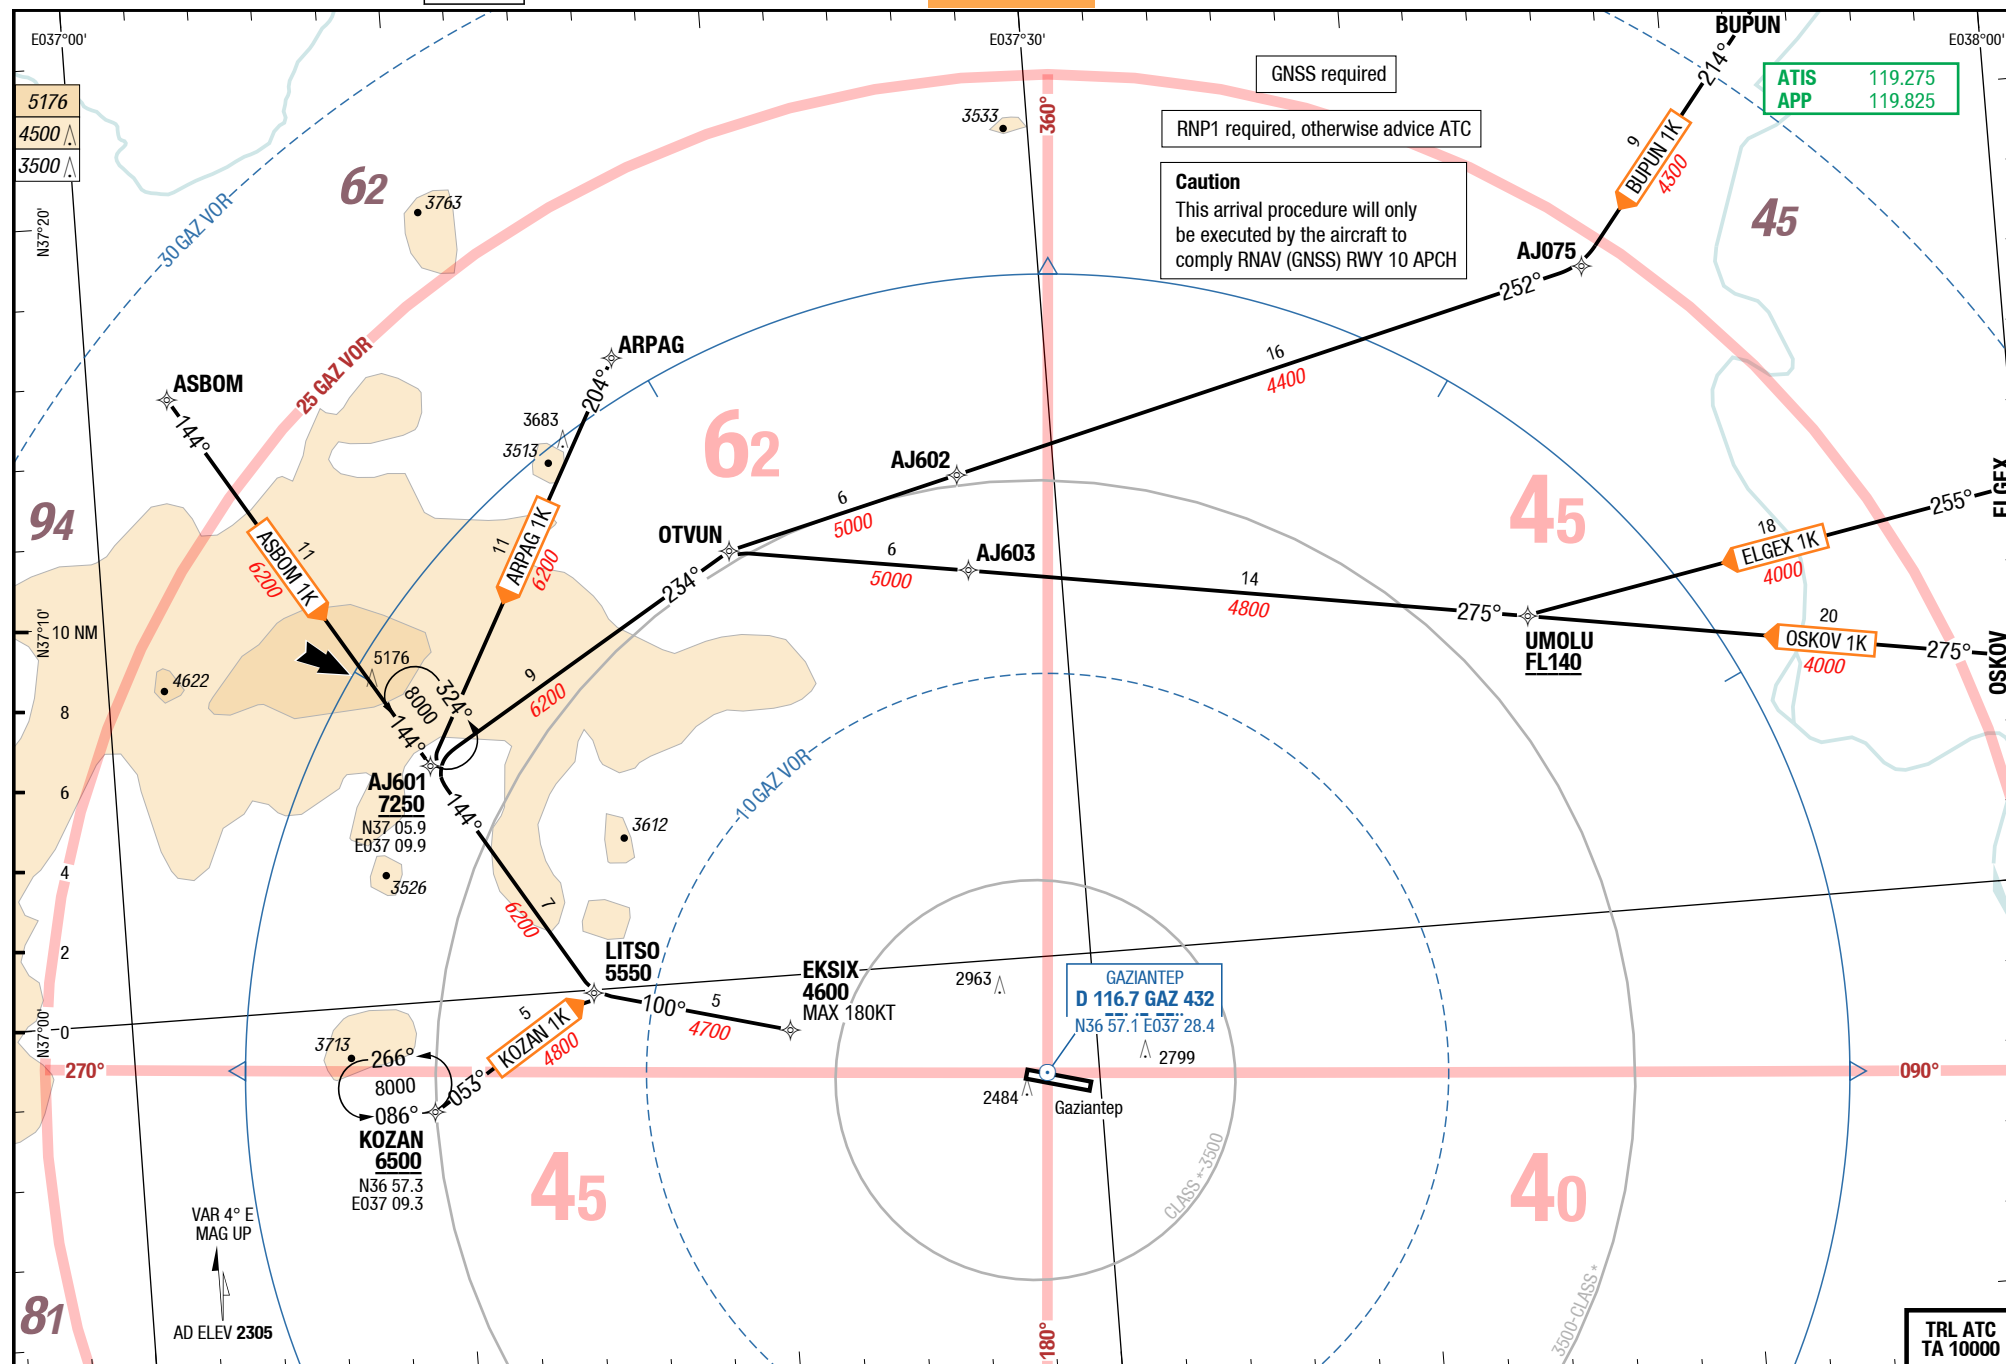 E037°00'
E037°30'
BUPUN
E038°00'
5176
4500
3500
GNSS required
ATIS 119.275
APP 119.825
RNP1 required, otherwise advice ATC
Caution
This arrival procedure will only
be executed by the aircraft to
comply RNAV (GNSS) RWY 10 APCH
214°
9
BUPUN 1K
4300
360°
3533
62
3763
45
N37°20'
30 GAZ VOR
AJ075
252°
25 GAZ VOR
ARPAG
204°
ASBOM
144°
16
4400
3683
3513
62
AJ602
45
ELGEX
255°
94
11
ASBOM 1K
6200
11
ARPAG 1K
6200
OTVUN
6
5000
6
5000
AJ603
18
ELGEX 1K
4000
14
4800
275°
234°
UMOLU
FL140
20
OSKOV 1K
4000
275°
OSKOV
N37°10'
10 NM
4622
5176
324°
8000
144°
9
6200
8
6
4
2
0
AJ601
7250
N37 05.9
E037 09.9
144°
10 GAZ VOR
3612
3526
7
6200
LITSO
5550
EKSIX
4600
MAX 180KT
100°
5
4700
2963
GAZIANTEP
D 116.7 GAZ 432
N36 57.1 E037 28.4
N37°00'
5
KOZAN 1K
4800
3713
266°
8000
086°
053°
270°
090°
2799
2484
Gaziantep
KOZAN
6500
N36 57.3
E037 09.3
45
40
CLASS *-3500
3500-CLASS *
VAR 4° E
MAG UP
AD ELEV 2305
81
180°
TRL ATC
TA 10000